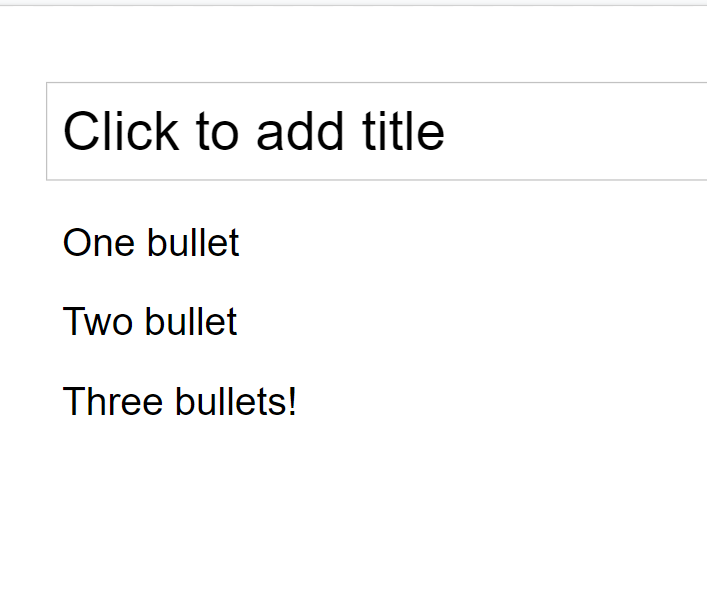 Click to add title
One bullet
Two bullet
Three bullets!